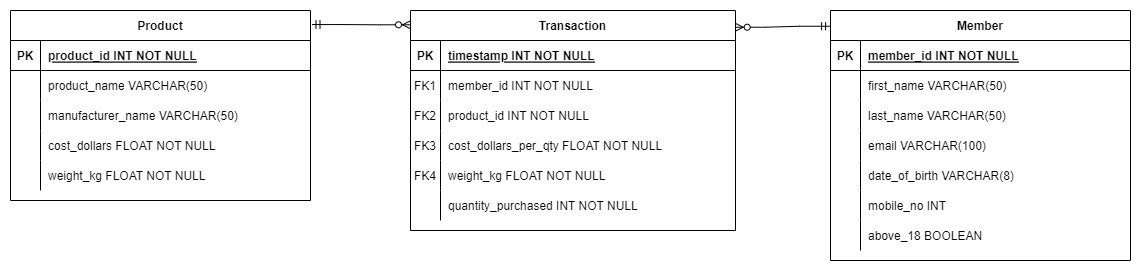 Product
PK product_id INT NOT NULL
product_name VARCHAR(50)
manufacturer_name VARCHAR(50)
cost_dollars FLOAT NOT NULL
weight_kg FLOAT NOT NULL
Transaction
PK timestamp INT NOT NULL
FK1 member_id INT NOT NULL
FK2 product_id INT NOT NULL
FK3 cost_dollars_per_qty FLOAT NOT NULL
FK4 weight_kg FLOAT NOT NULL
quantity_purchased INT NOT NULL
Member
PK member_id INT NOT NULL
first_name VARCHAR(50)
last_name VARCHAR(50)
email VARCHAR(100)
date_of_birth VARCHAR(8)
mobile_no INT
above_18 BOOLEAN